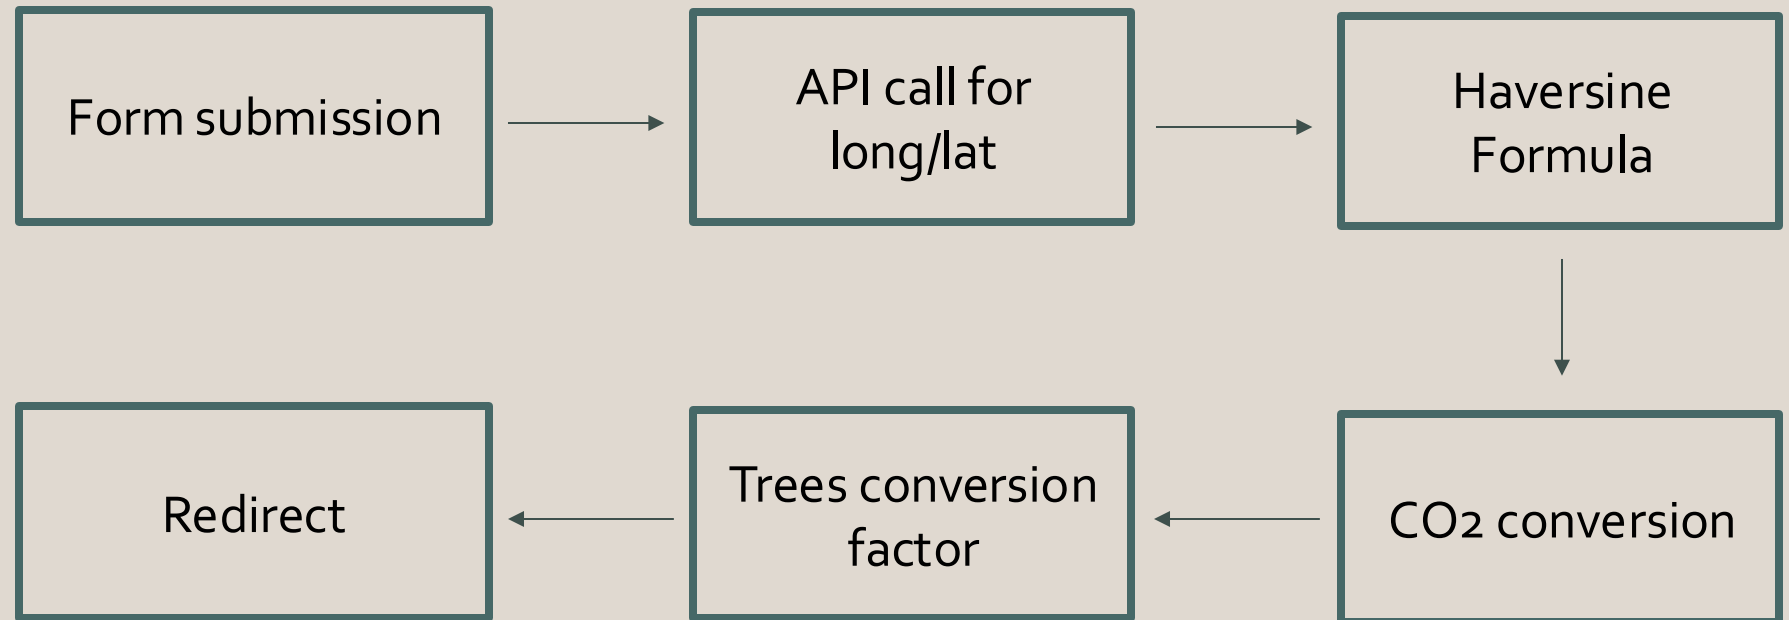 Form submission
API call for
long/lat
Haversine
Formula
CO2 conversion
Trees conversion
factor
Redirect